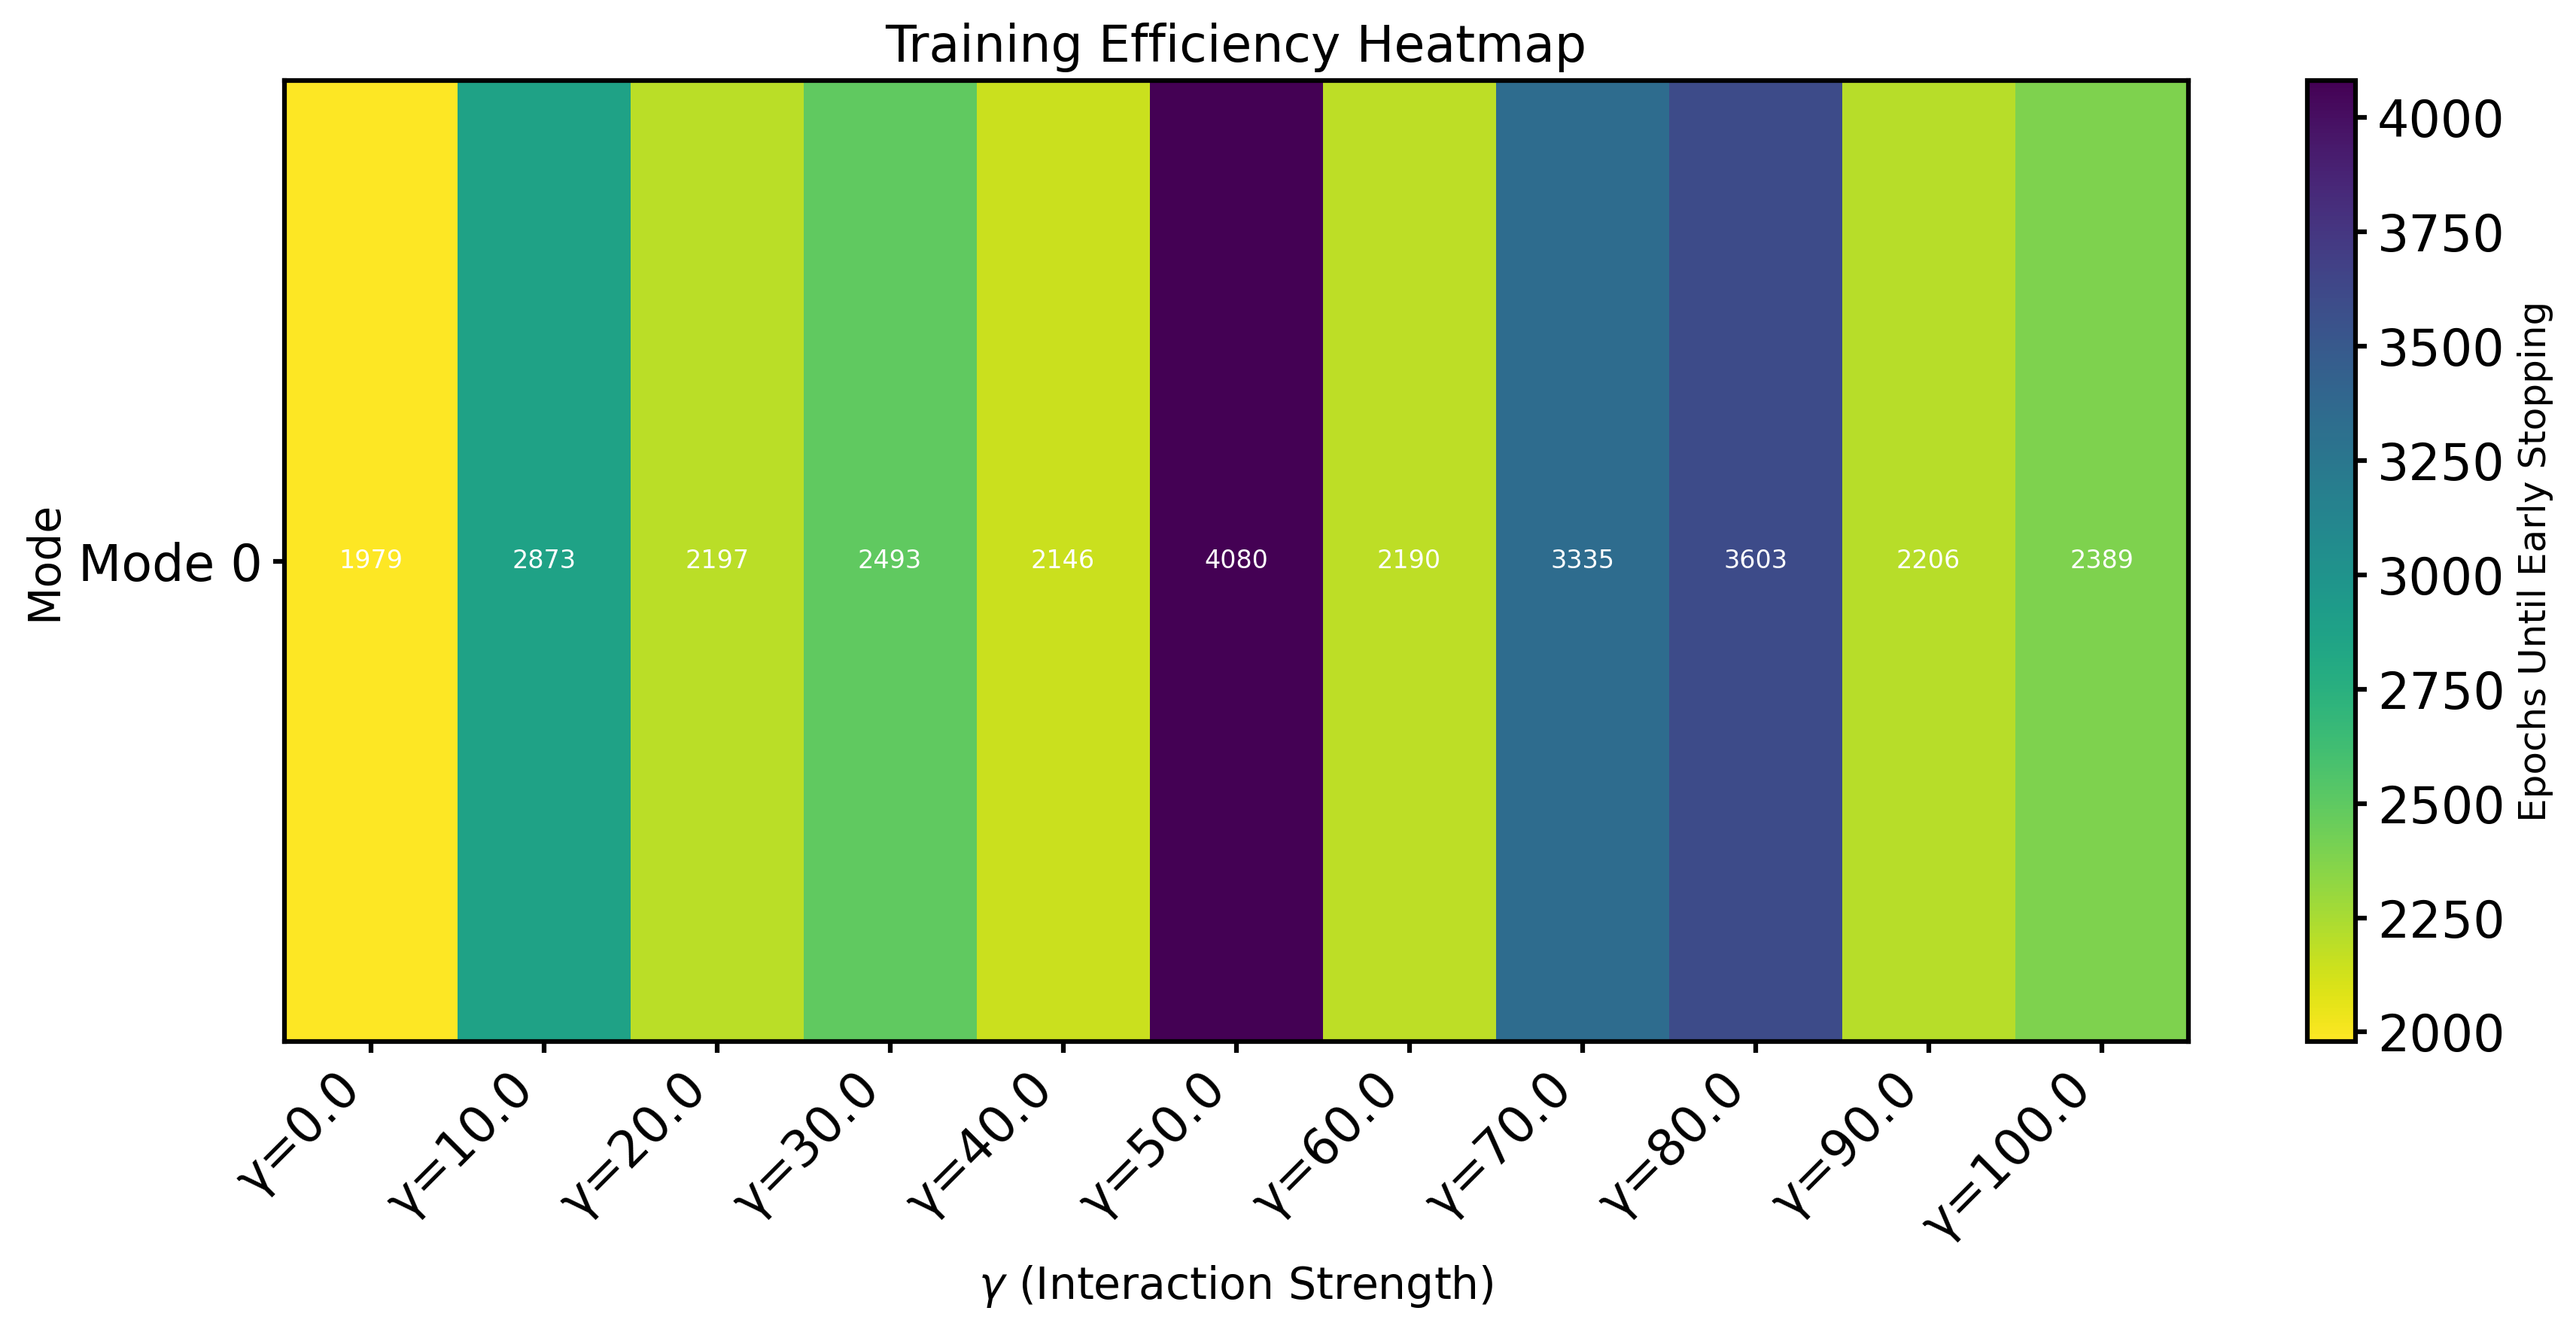 Training Efficiency Heatmap
Mode
Mode 0
1979 2873 2197 2493 2146 4080 2190 3335 3603 2206 2389
γ=0.0 γ=10.0 γ=20.0 γ=30.0 γ=40.0 γ=50.0 γ=60.0 γ=70.0 γ=80.0 γ=90.0 γ=100.0
γ (Interaction Strength)
4000
3750
3500
3250
3000
2750
2500
2250
2000
Epochs Until Early Stopping